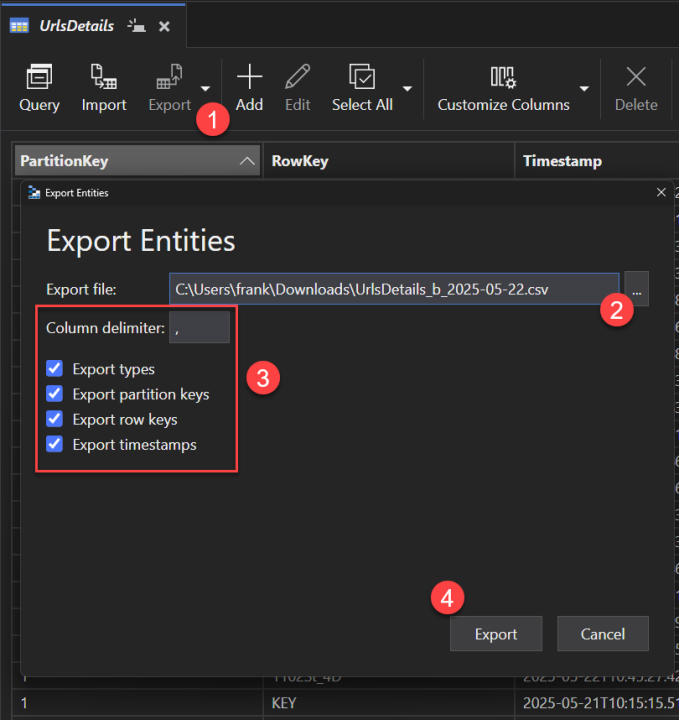 UrlsDetails
Query Import Export Add Edit Select All Customize Columns Delete
1
PartitionKey RowKey Timestamp
Export Entities
Export Entities
Export file: C:\Users\frank\Downloads\UrlsDetails_b_2025-05-22.csv ...
2
Column delimiter: ,
3
Export types
Export partition keys
Export row keys
Export timestamps
4
Export Cancel
1 KEY 2025-05-21T10:15:15.51